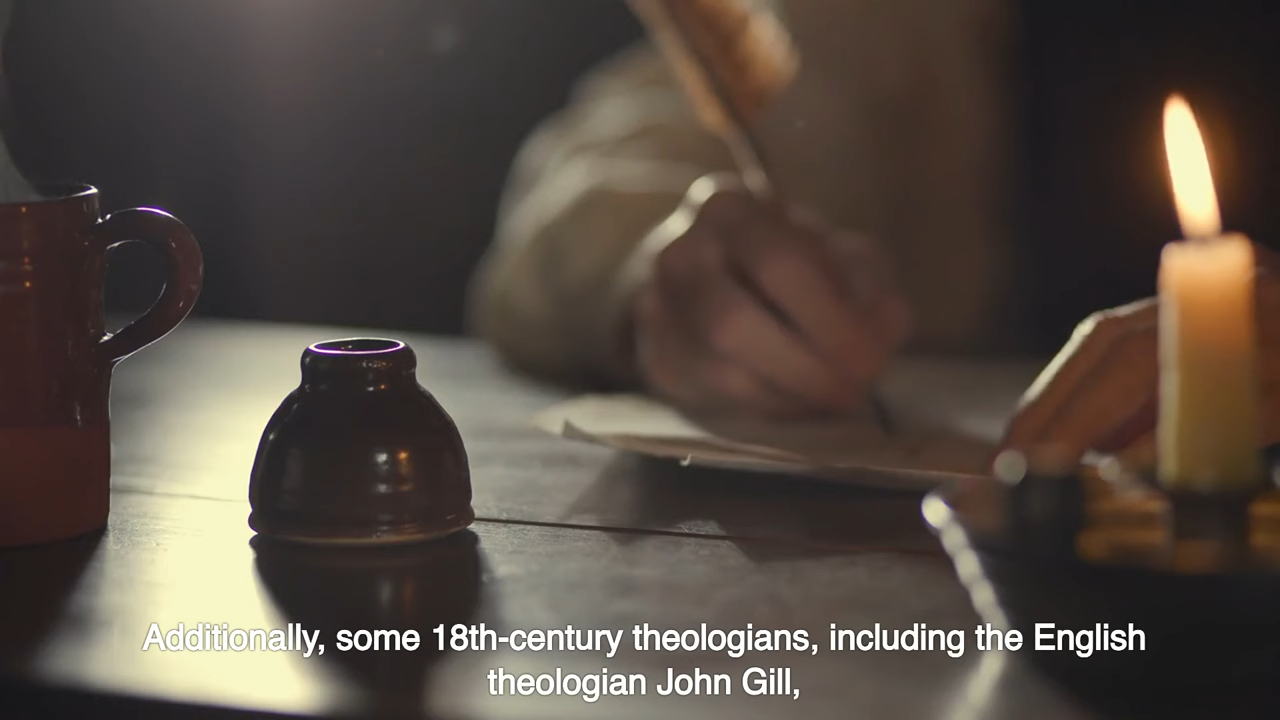 Additionally, some 18th-century theologians, including the English
theologian John Gill,